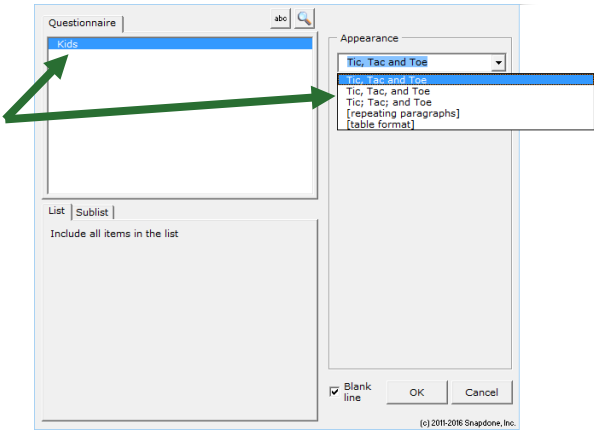 Questionnaire
abc
Kids
Appearance
Tic, Tac and Toe
Tic, Tac and Toe
Tic, Tac, and Toe
Tic; Tac; and Toe
[repeating paragraphs]
[table format]
List Sublist
Include all items in the list
Blank
line
OK
Cancel
(c) 2011-2016 Snapdone, Inc.